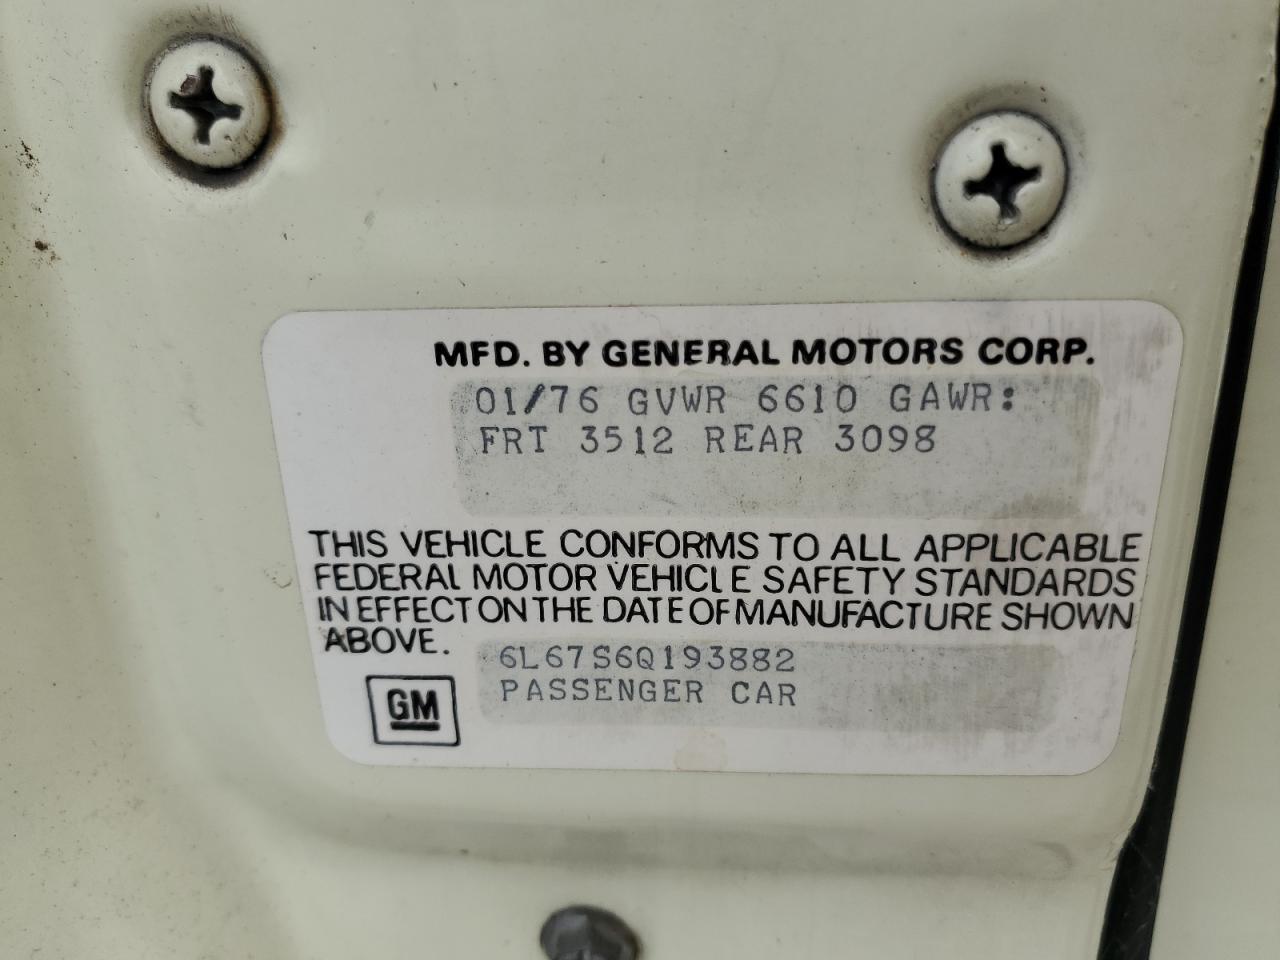 MFD. BY GENERAL MOTORS CORP.
01/76 GVWR 6610 GAWR:
FRT 3512 REAR 3098
THIS VEHICLE CONFORMS TO ALL APPLICABLE
FEDERAL MOTOR VEHICLE SAFETY STANDARDS
IN EFFECT ON THE DATE OF MANUFACTURE SHOWN
ABOVE.
6L67S6Q193882
PASSENGER CAR
GM